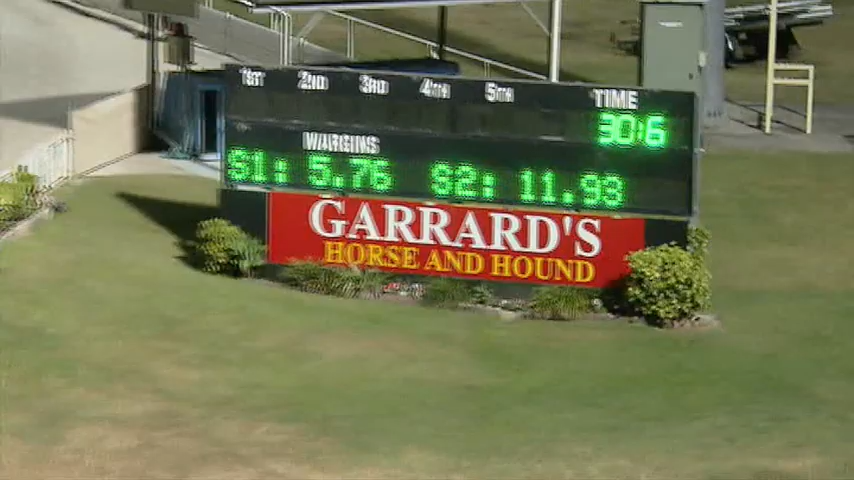 1ST 2ND 3RD 4TH 5TH TIME
30:6
MARGINS
S1: 5.76 S2: 11.93
GARRARD'S
HORSE AND HOUND